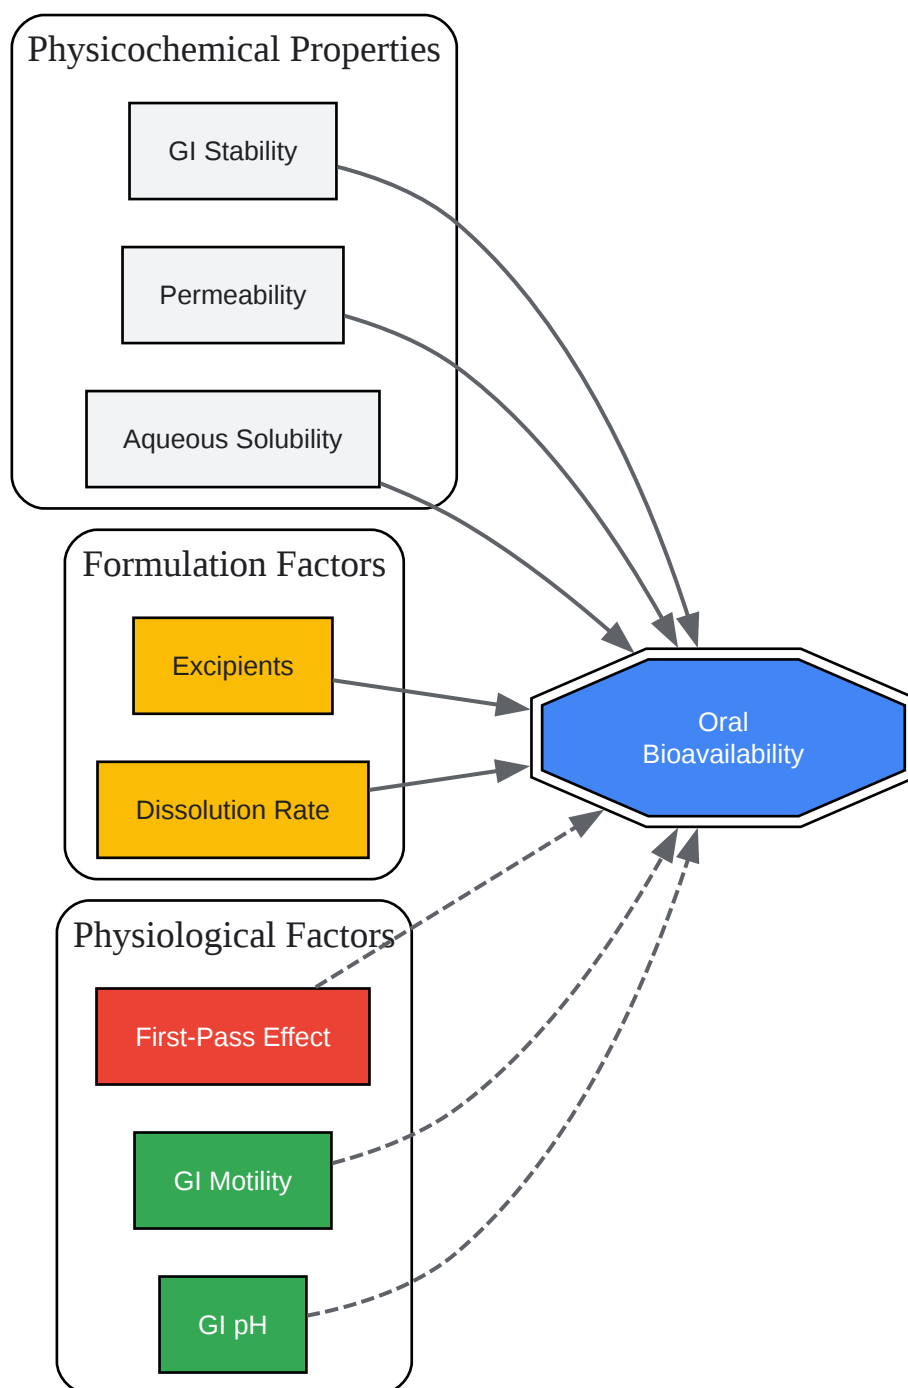 Physicochemical Properties
GI Stability
Permeability
Aqueous Solubility
Formulation Factors
Excipients
Dissolution Rate
Oral
Bioavailability
Physiological Factors
First-Pass Effect
GI Motility
GI pH